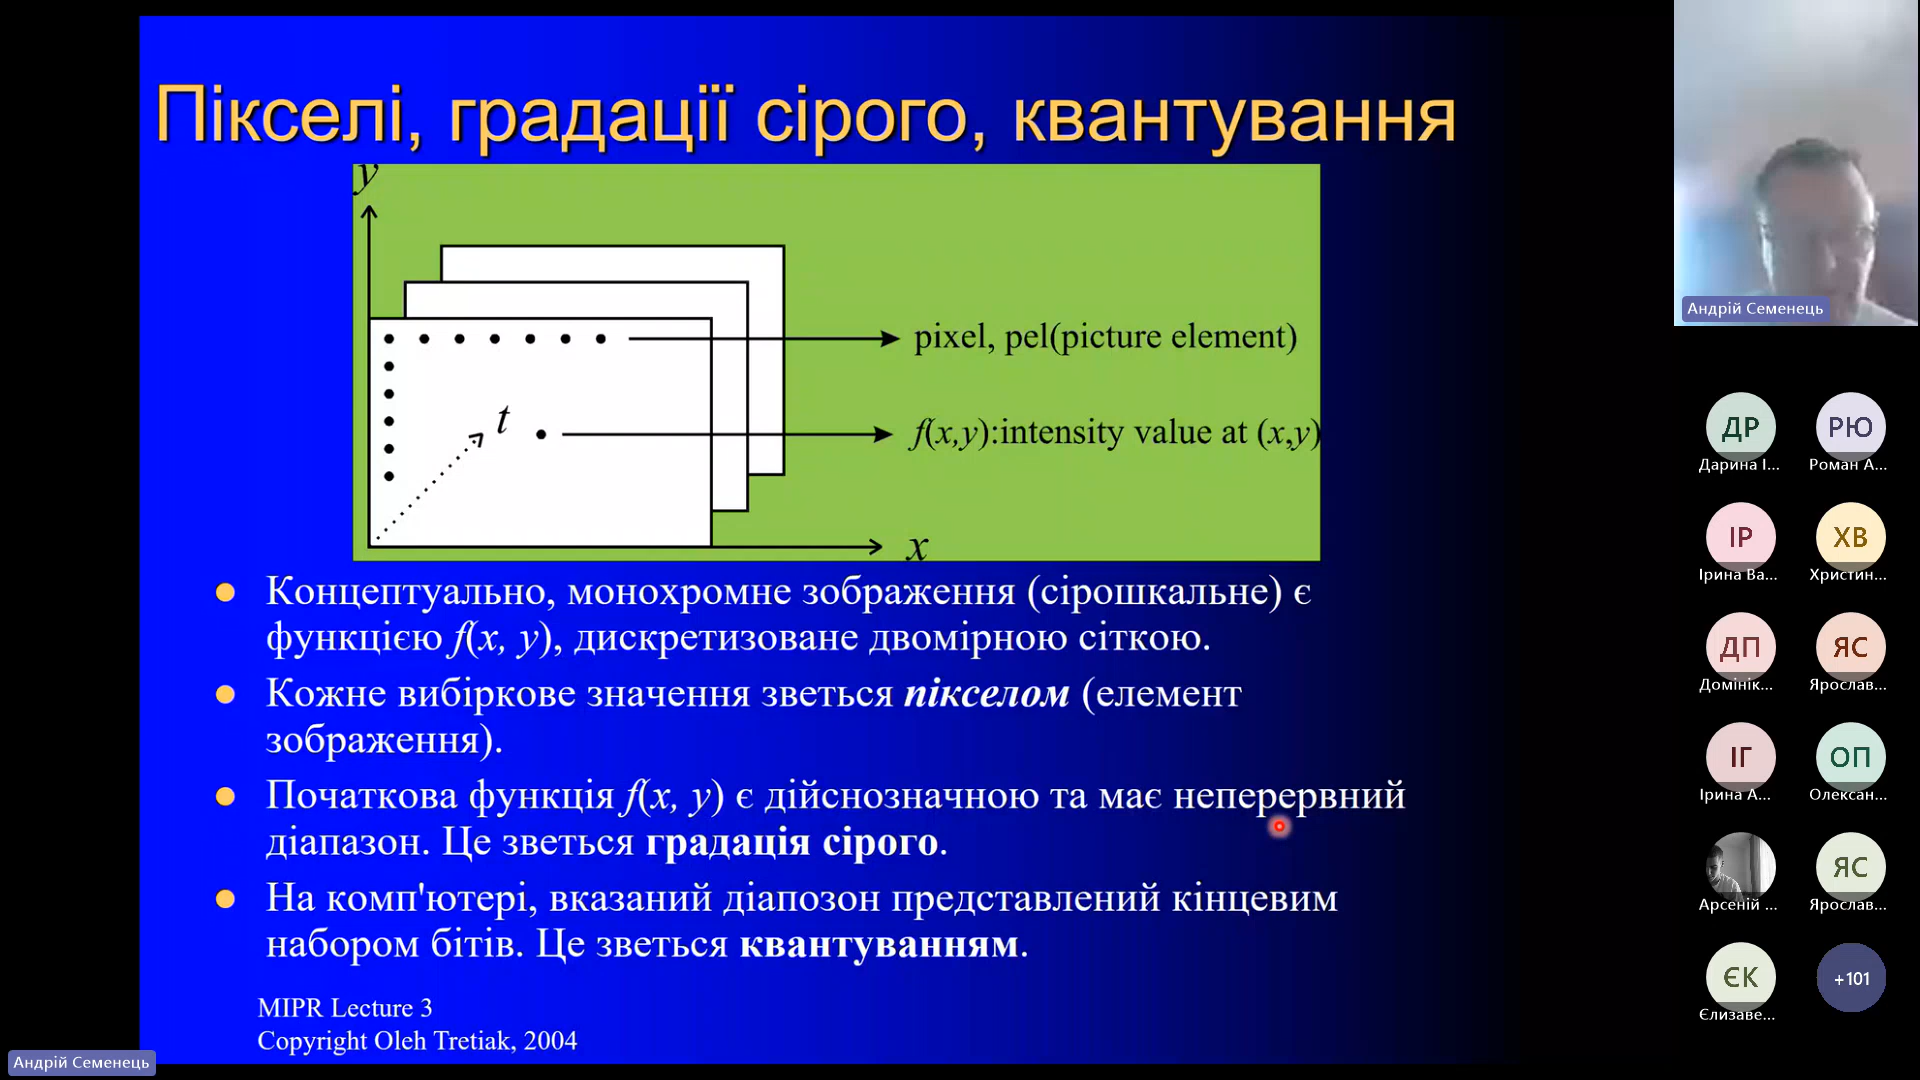 Пікселі, градації сірого, квантування
y
pixel, pel(picture element)
t
f(x,y):intensity value at (x,y)
x
Концептуально, монохромне зображення (сірошкальне) є
функцією f(x, y), дискретизоване двомірною сіткою.
Кожне вибіркове значення зветься пікселом (елемент
зображення).
Початкова функція f(x, y) є дійснозначною та має неперервний
діапазон. Це зветься градація сірого.
На комп'ютері, вказаний діапозон представлений кінцевим
набором бітів. Це зветься квантуванням.
MIPR Lecture 3
Copyright Oleh Tretiak, 2004
Андрій Семенець
Андрій Семенець
ДР
РЮ
Дарина І...
Роман А...
ІР
ХВ
Ірина Ва...
Христин...
ДП
ЯС
Домінік...
Ярослав...
ІГ
ОП
Ірина А...
Олексан...
ЯС
Арсеній ...
Ярослав...
ЄК
+101
Єлизаве...